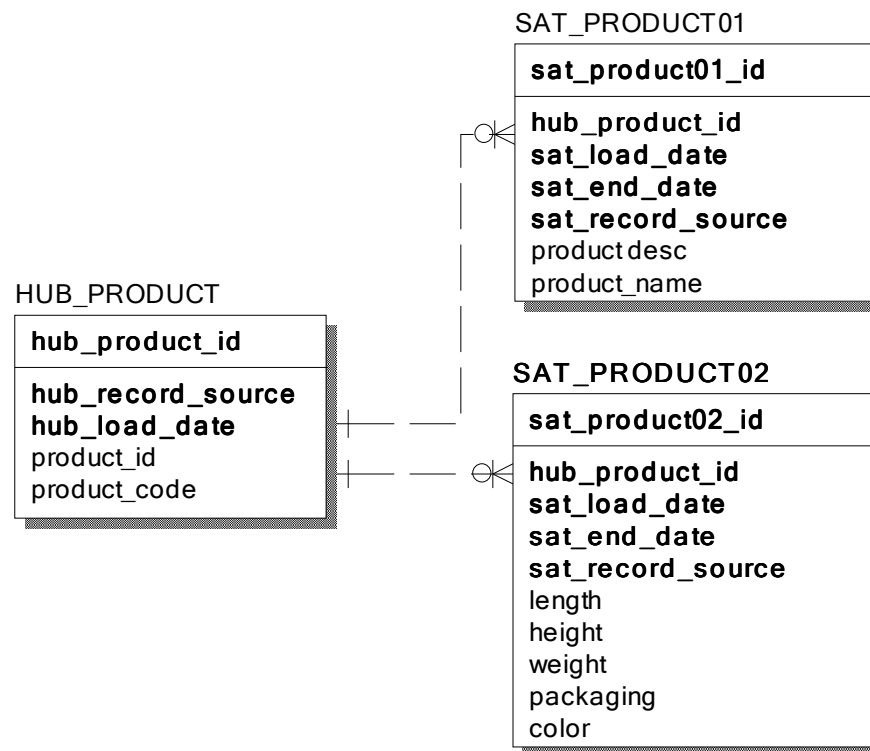 SAT_PRODUCT01
sat_product01_id
hub_product_id
sat_load_date
sat_end_date
sat_record_source
product desc
product_name
HUB_PRODUCT
hub_product_id
hub_record_source
hub_load_date
product_id
product_code
SAT_PRODUCT02
sat_product02_id
hub_product_id
sat_load_date
sat_end_date
sat_record_source
length
height
weight
packaging
color